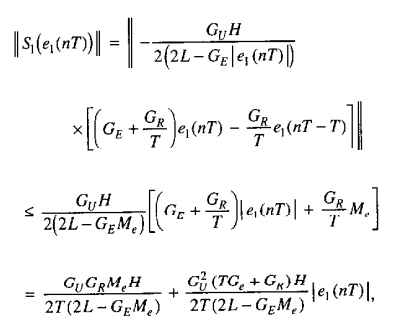 ‖S₁(e₁(nT))‖ = ‖ − G_U H / 2(2L − G_E|e₁(nT)|)
× [(G_E + G_R/T) e₁(nT) − G_R/T e₁(nT − T)] ‖
≤ G_U H / 2(2L − G_E M_e) [(G_E + G_R/T)|e₁(nT)| + G_R/T M_e]
= G_U G_R M_e H / 2T(2L − G_E M_e) + G_U² (TG_e + G_K) H / 2T(2L − G_E M_e) |e₁(nT)|,